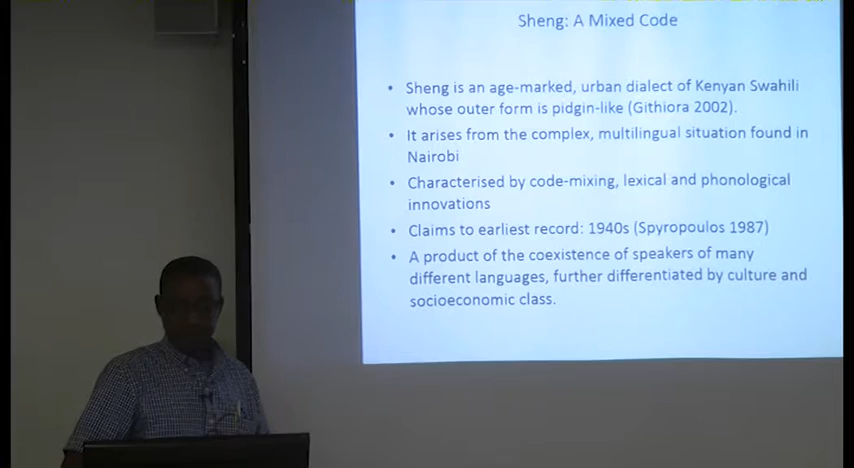 Sheng: A Mixed Code
• Sheng is an age-marked, urban dialect of Kenyan Swahili
whose outer form is pidgin-like (Githiora 2002).
• It arises from the complex, multilingual situation found in
Nairobi
• Characterised by code-mixing, lexical and phonological
innovations
• Claims to earliest record: 1940s (Spyropoulos 1987)
• A product of the coexistence of speakers of many
different languages, further differentiated by culture and
socioeconomic class.